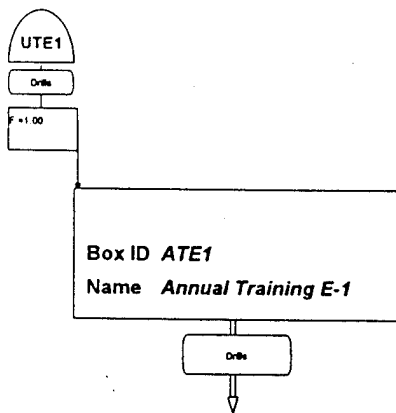 UTE1
Drills
F =1.00
Box ID ATE1
Name Annual Training E-1
Drills